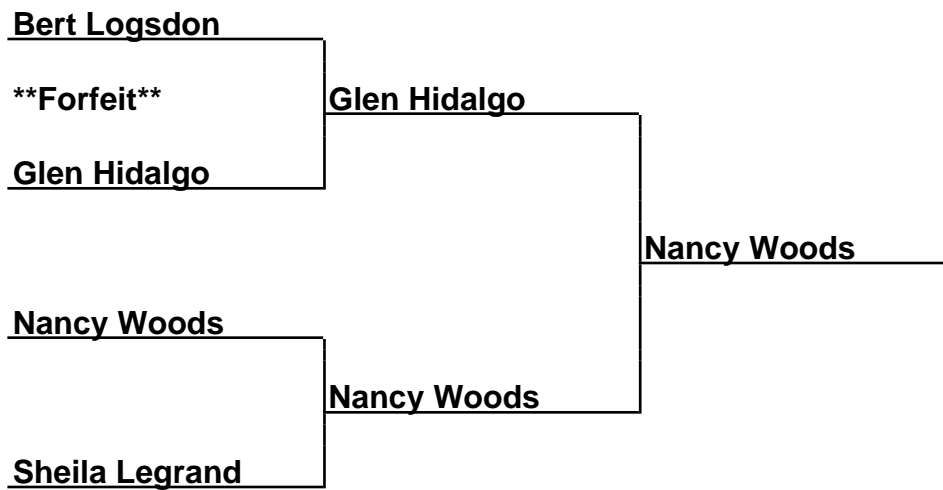 Bert Logsdon
**Forfeit**
Glen Hidalgo
Glen Hidalgo
Nancy Woods
Nancy Woods
Nancy Woods
Sheila Legrand